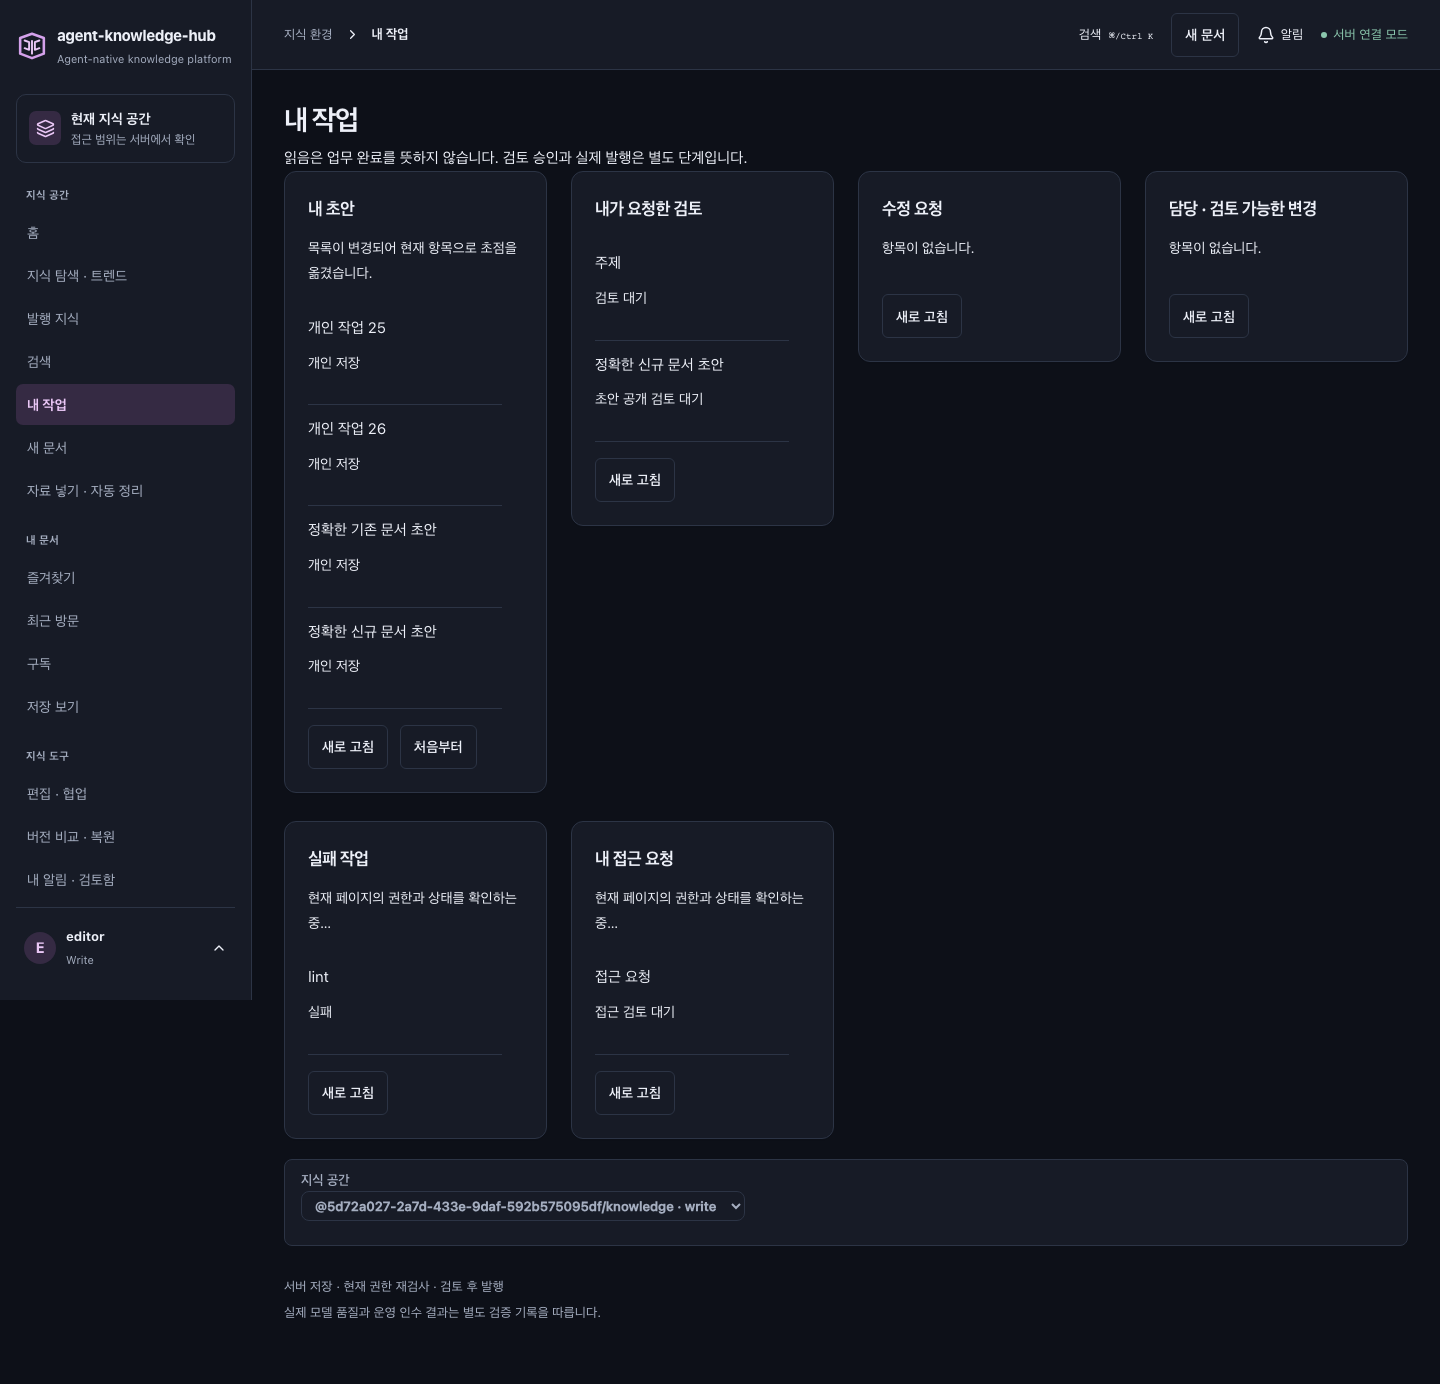 agent-knowledge-hub
Agent-native knowledge platform
현재 지식 공간
접근 범위는 서버에서 확인
지식 공간
홈
지식 탐색 · 트렌드
발행 지식
검색
내 작업
새 문서
자료 넣기 · 자동 정리
내 문서
즐겨찾기
최근 방문
구독
저장 보기
지식 도구
편집 · 협업
버전 비교 · 복원
내 알림 · 검토함
E
editor
Write
지식 환경
내 작업
검색 ⌘/Ctrl K
새 문서
알림
서버 연결 모드
내 작업
읽음은 업무 완료를 뜻하지 않습니다. 검토 승인과 실제 발행은 별도 단계입니다.
내 초안
목록이 변경되어 현재 항목으로 초점을
옮겼습니다.
개인 작업 25
개인 저장
개인 작업 26
개인 저장
정확한 기존 문서 초안
개인 저장
정확한 신규 문서 초안
개인 저장
새로 고침
처음부터
내가 요청한 검토
주제
검토 대기
정확한 신규 문서 초안
초안 공개 검토 대기
새로 고침
수정 요청
항목이 없습니다.
새로 고침
담당 · 검토 가능한 변경
항목이 없습니다.
새로 고침
실패 작업
현재 페이지의 권한과 상태를 확인하는
중...
lint
실패
새로 고침
내 접근 요청
현재 페이지의 권한과 상태를 확인하는
중...
접근 요청
접근 검토 대기
새로 고침
지식 공간
@5d72a027-2a7d-433e-9daf-592b575095df/knowledge · write
서버 저장 · 현재 권한 재검사 · 검토 후 발행
실제 모델 품질과 운영 인수 결과는 별도 검증 기록을 따릅니다.